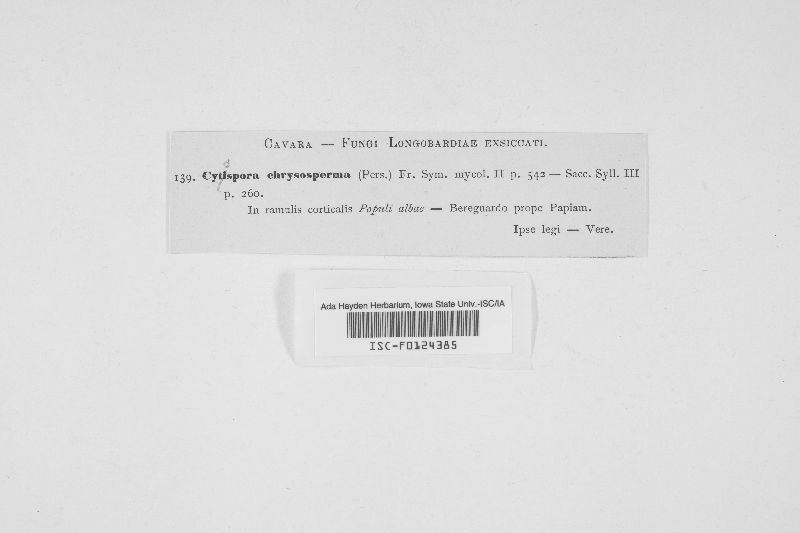 CAVARA — FUNGI LONGOBARDIAE EXSICCATI.
139. Cytispora chrysosperma (Pers.) Fr. Sym. mycol. II p. 542 — Sacc. Syll. III
p. 260.
In ramulis corticalis Populi albae — Bereguardo prope Papiam.
Ipse legi — Vere.
Ada Hayden Herbarium, Iowa State Univ.-ISC/IA
ISC-F0124385